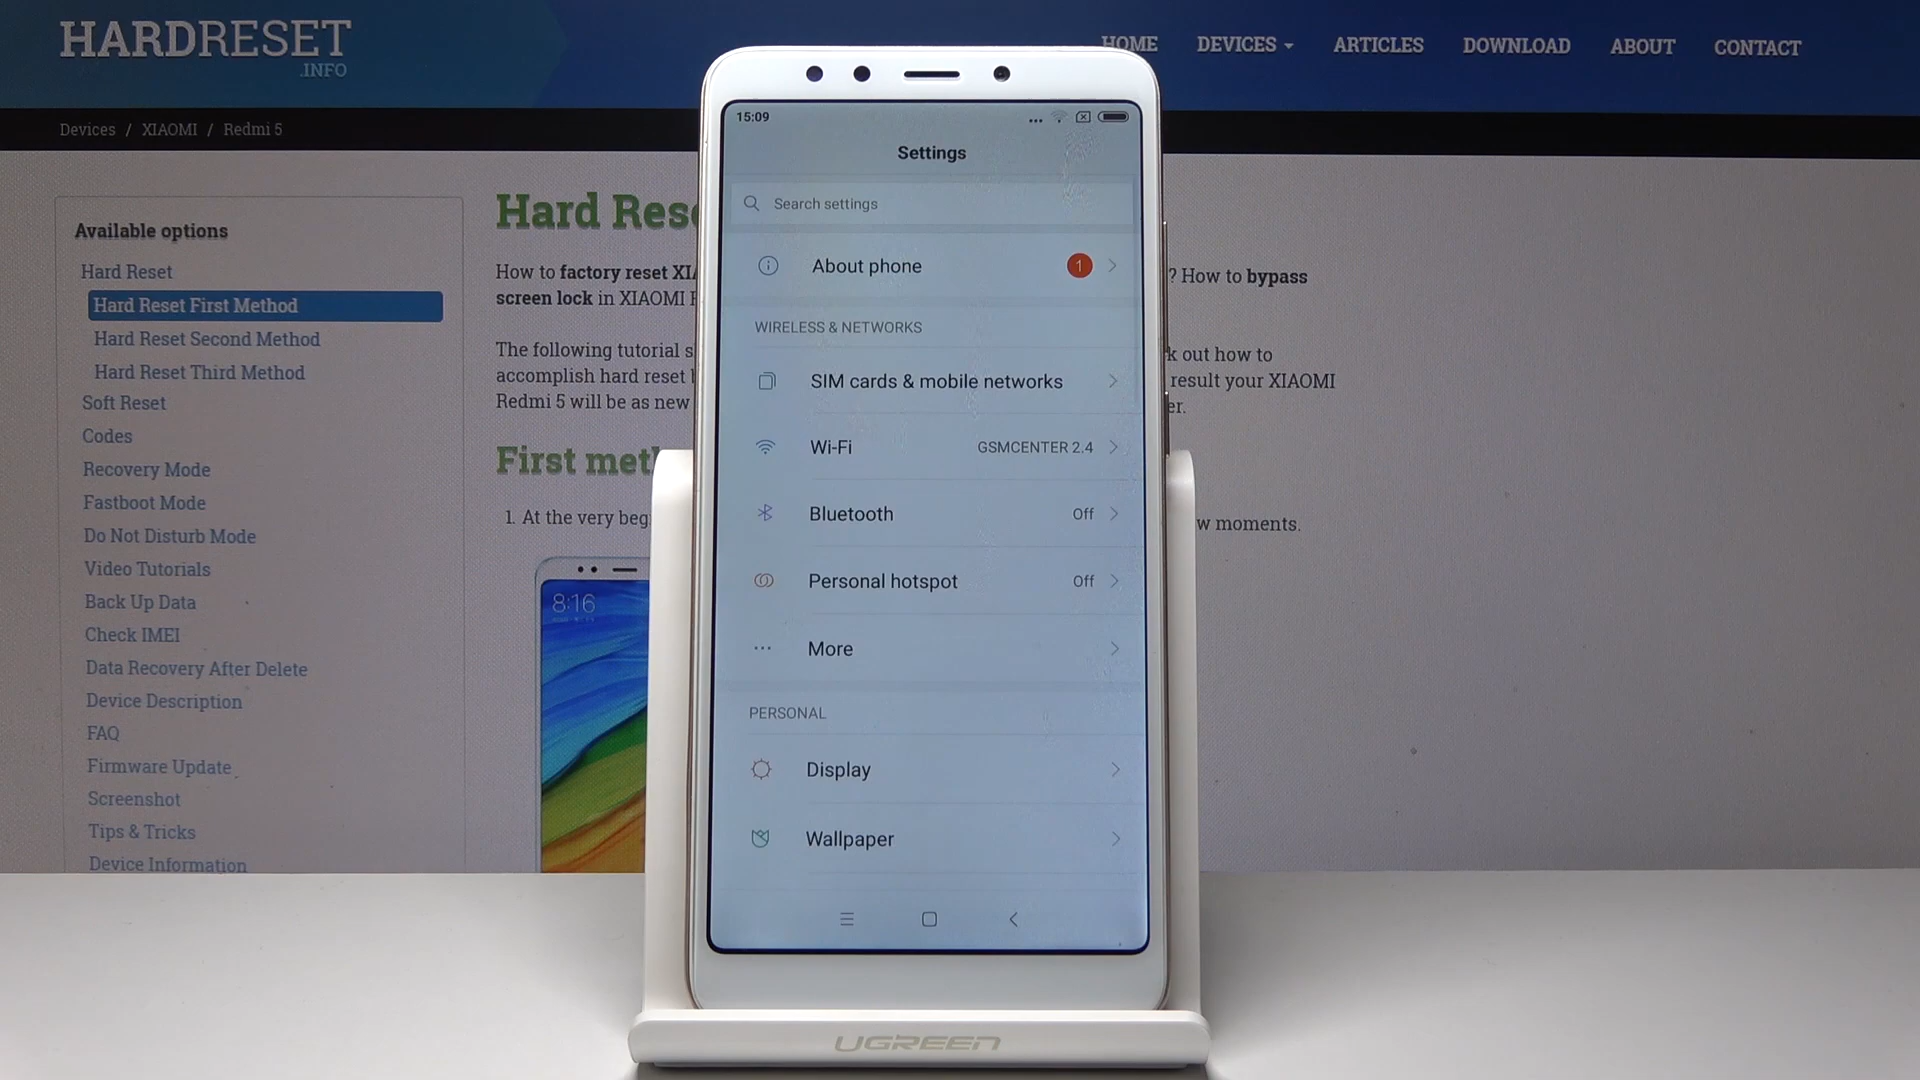 HARDRESET
.INFO
HOME
DEVICES
ARTICLES
DOWNLOAD
ABOUT
CONTACT
Devices / XIAOMI / Redmi 5
Available options
Hard Reset
Hard Reset First Method
Hard Reset Second Method
Hard Reset Third Method
Soft Reset
Codes
Recovery Mode
Fastboot Mode
Do Not Disturb Mode
Video Tutorials
Back Up Data
Check IMEI
Data Recovery After Delete
Device Description
FAQ
Firmware Update
Screenshot
Tips & Tricks
Device Information
Hard Rese
How to factory reset XIA
? How to bypass
screen lock in XIAOMI R
The following tutorial s
k out how to
accomplish hard reset b
result your XIAOMI
Redmi 5 will be as new
er.
First met
1. At the very beg
w moments.
8:16
15:09
Settings
Search settings
About phone
1
WIRELESS & NETWORKS
SIM cards & mobile networks
Wi-Fi
GSMCENTER 2.4
Bluetooth
Off
Personal hotspot
Off
More
PERSONAL
Display
Wallpaper
UGREEN